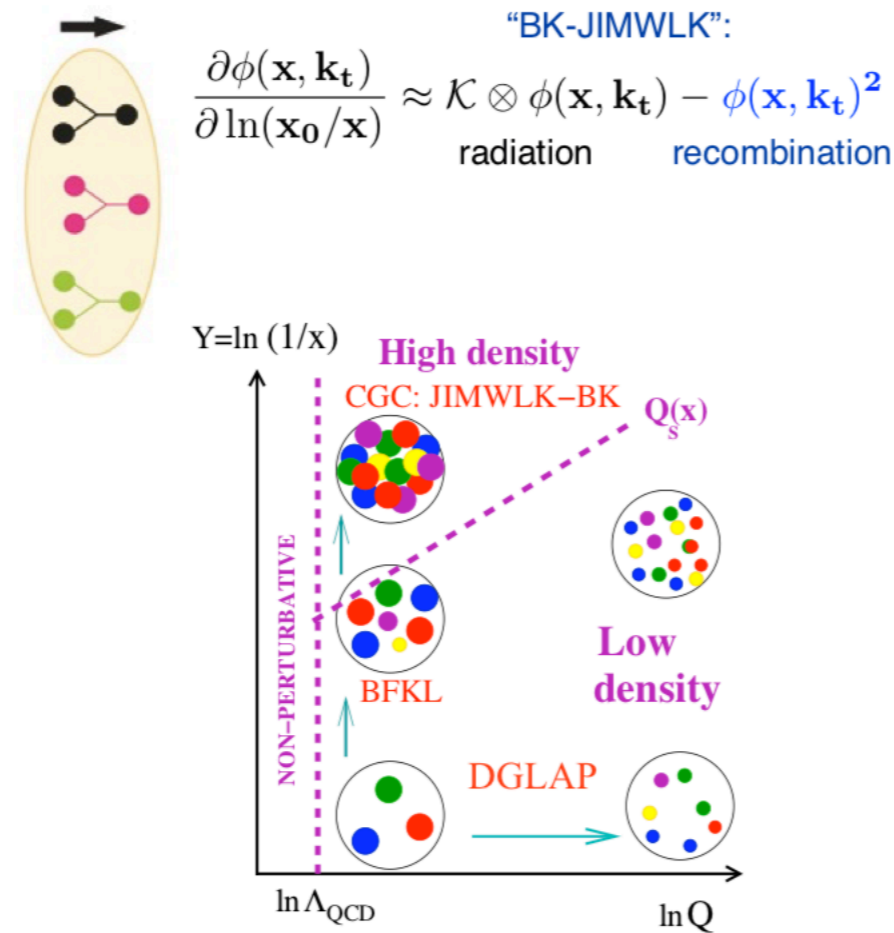 “BK-JIMWLK”:
∂ϕ(x, k_t) / ∂ ln(x_0/x) ≈ K ⊗ ϕ(x, k_t) − ϕ(x, k_t)^2
radiation recombination
Y=ln (1/x)
High density
CGC: JIMWLK−BK
Q_s(x)
NON−PERTURBATIVE
Low
density
BFKL
DGLAP
ln Λ_QCD
ln Q